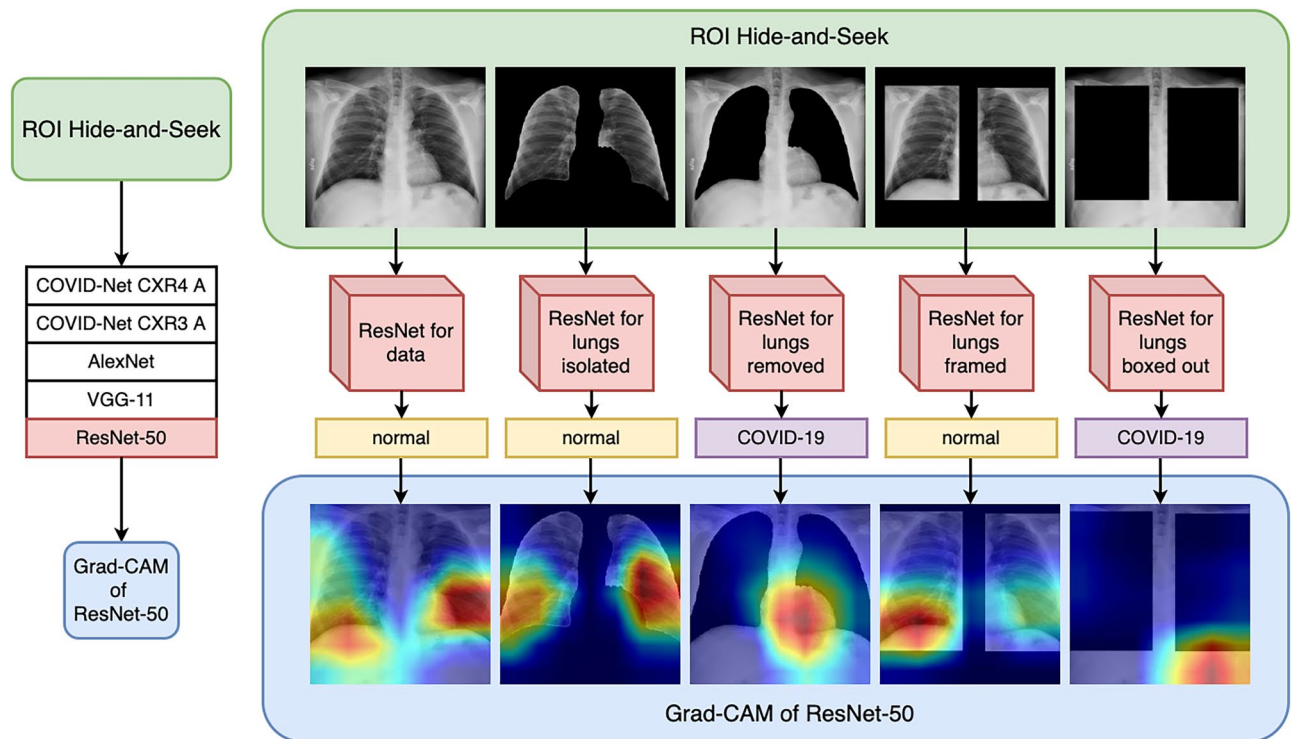 ROI Hide-and-Seek
COVID-Net CXR4 A
COVID-Net CXR3 A
AlexNet
VGG-11
ResNet-50
Grad-CAM
of
ResNet-50
ROI Hide-and-Seek
ResNet for
data
ResNet for
lungs
isolated
ResNet for
lungs
removed
ResNet for
lungs
framed
ResNet for
lungs
boxed out
normal
normal
COVID-19
normal
COVID-19
Grad-CAM of ResNet-50